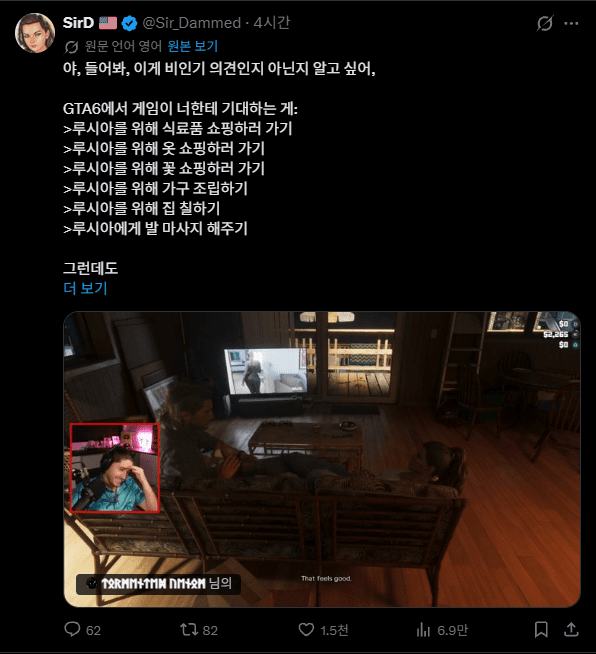 SirD @Sir_Dammed · 4시간
원문 언어 영어 원본 보기
야, 들어봐, 이게 비인기 의견인지 아닌지 알고 싶어,
GTA6에서 게임이 너한테 기대하는 게:
>루시아를 위해 식료품 쇼핑하러 가기
>루시아를 위해 옷 쇼핑하러 가기
>루시아를 위해 꽃 쇼핑하러 가기
>루시아를 위해 가구 조립하기
>루시아를 위해 집 칠하기
>루시아에게 발 마사지 해주기
그런데도
더 보기
$0
$2,265
$0
That feels good.
님의
62 82 1.5천 6.9만